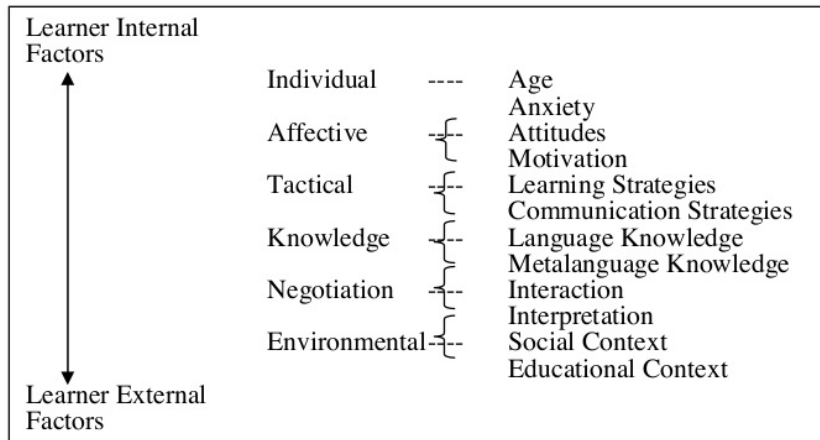 Learner Internal
Factors
Individual ---- Age
Anxiety
Affective ---- Attitudes
Motivation
Tactical ---- Learning Strategies
Communication Strategies
Knowledge ---- Language Knowledge
Metalanguage Knowledge
Negotiation ---- Interaction
Interpretation
Environmental ---- Social Context
Educational Context
Learner External
Factors